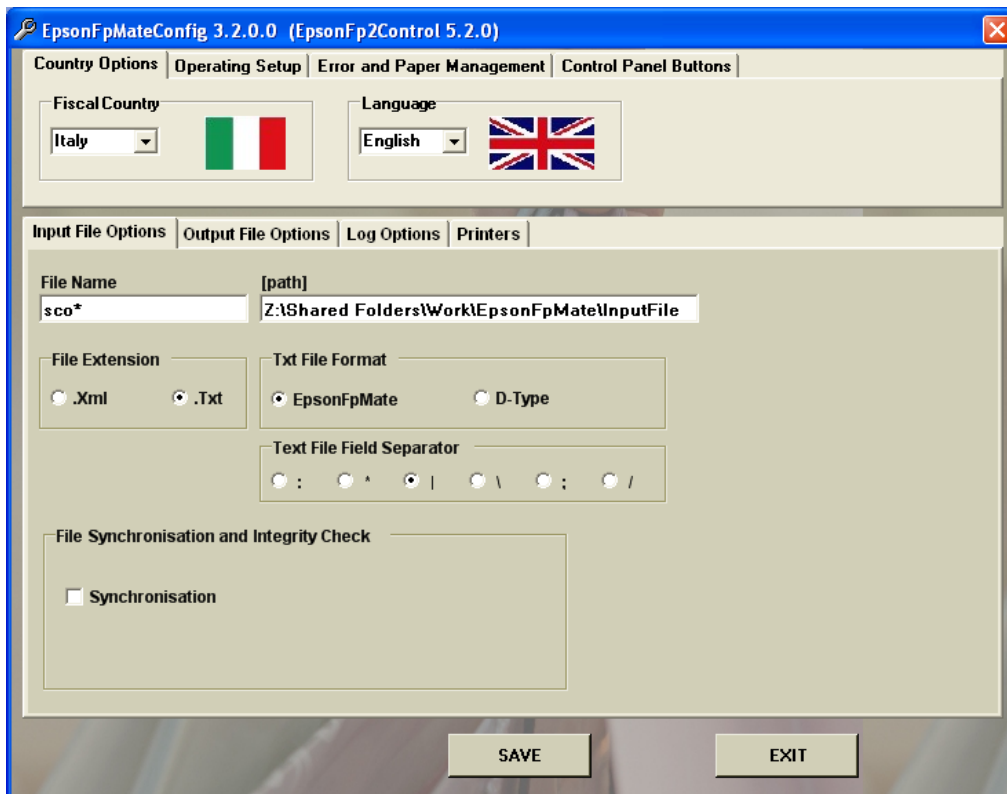 EpsonFpMateConfig 3.2.0.0 (EpsonFp2Control 5.2.0)
Country Options Operating Setup Error and Paper Management Control Panel Buttons
Fiscal Country Language
Italy English
Input File Options Output File Options Log Options Printers
File Name [path]
sco* Z:\Shared Folders\Work\EpsonFpMate\InputFile
File Extension Txt File Format
.Xml .Txt EpsonFpMate D-Type
Text File Field Separator
: * | \ ; /
File Synchronisation and Integrity Check
Synchronisation
SAVE EXIT